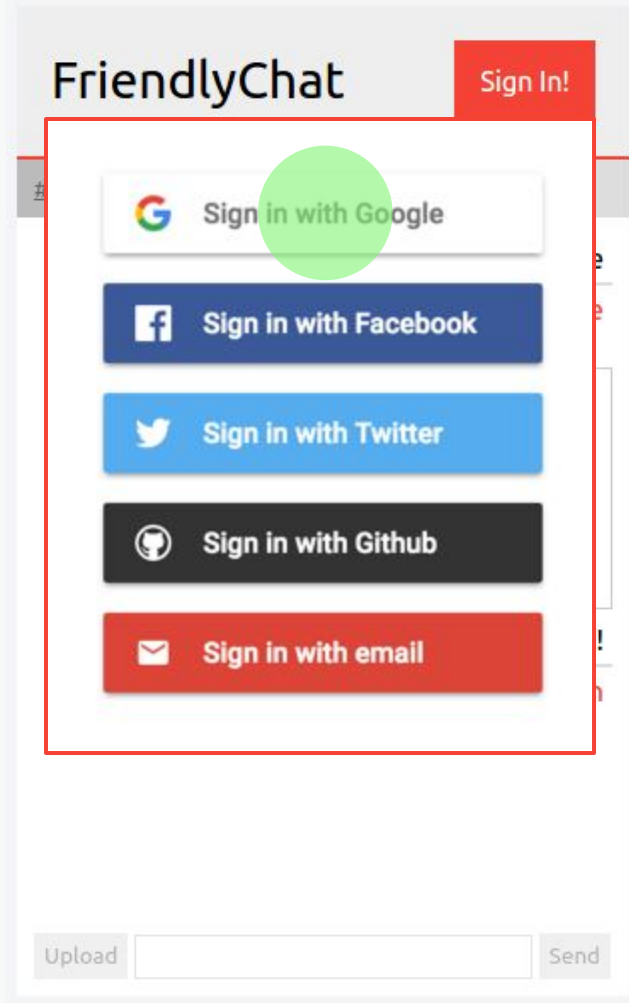 FriendlyChat
Sign In!
#
Sign in with Google
e
Sign in with Facebook
e
Sign in with Twitter
Sign in with Github
!
Sign in with email
n
Upload
Send